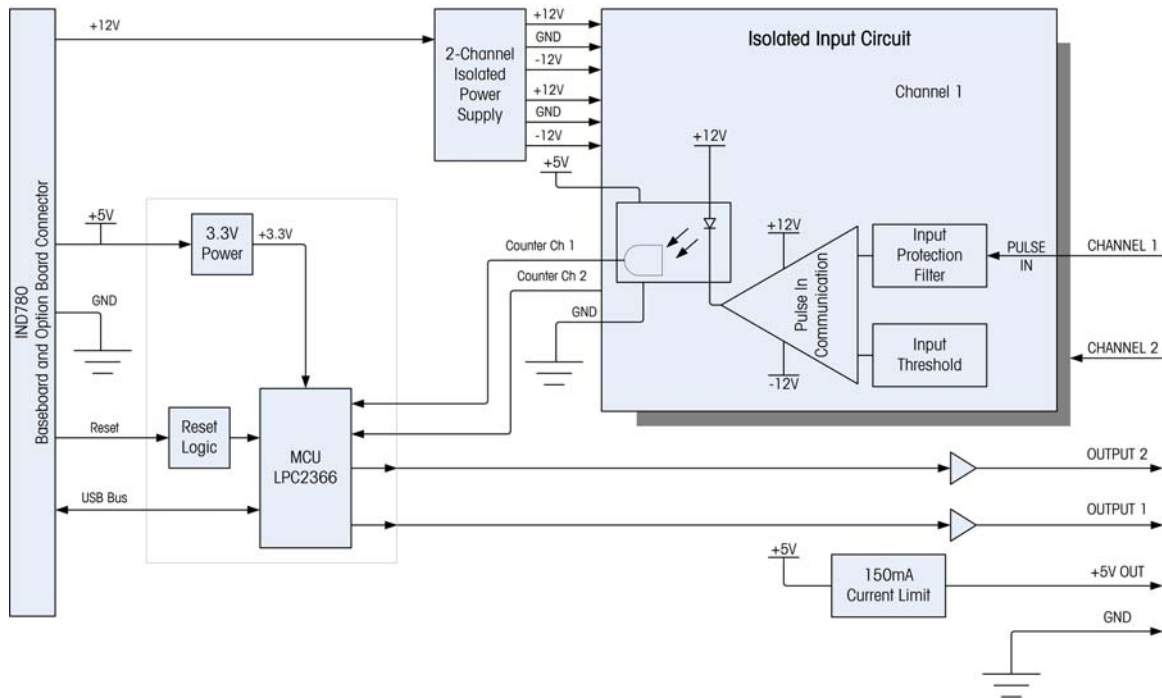 +12V
2-Channel
Isolated
Power
Supply
+12V
GND
-12V
+12V
GND
-12V
Isolated Input Circuit
Channel 1
+12V
+5V
+5V
3.3V
Power
+3.3V
Counter Ch 1
Counter Ch 2
GND
+12V
Pulse In
Communication
-12V
Input
Protection
Filter
PULSE
IN
CHANNEL 1
Input
Threshold
CHANNEL 2
IND780
Baseboard and Option Board Connector
GND
Reset
Reset
Logic
MCU
LPC2366
USB Bus
OUTPUT 2
OUTPUT 1
+5V
150mA
Current Limit
+5V OUT
GND